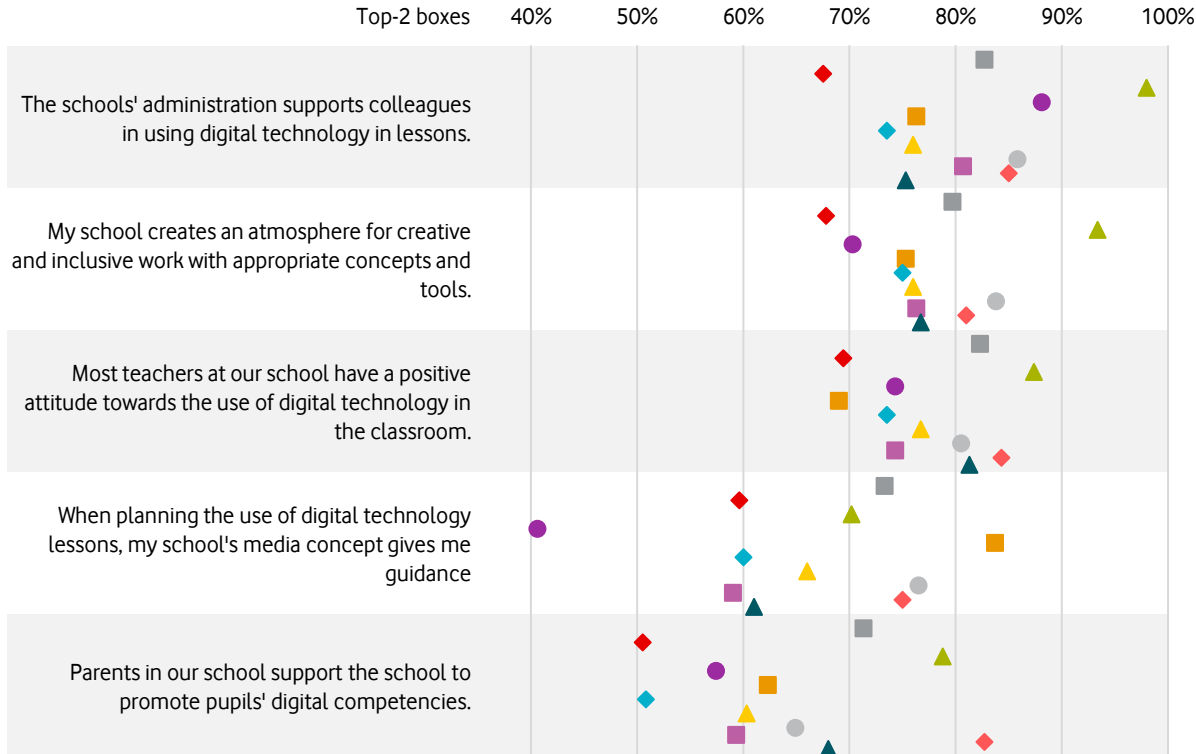 Top-2 boxes 40% 50% 60% 70% 80% 90% 100%
The schools' administration supports colleagues
in using digital technology in lessons.
My school creates an atmosphere for creative
and inclusive work with appropriate concepts and
tools.
Most teachers at our school have a positive
attitude towards the use of digital technology in
the classroom.
When planning the use of digital technology
lessons, my school's media concept gives me
guidance
Parents in our school support the school to
promote pupils' digital competencies.